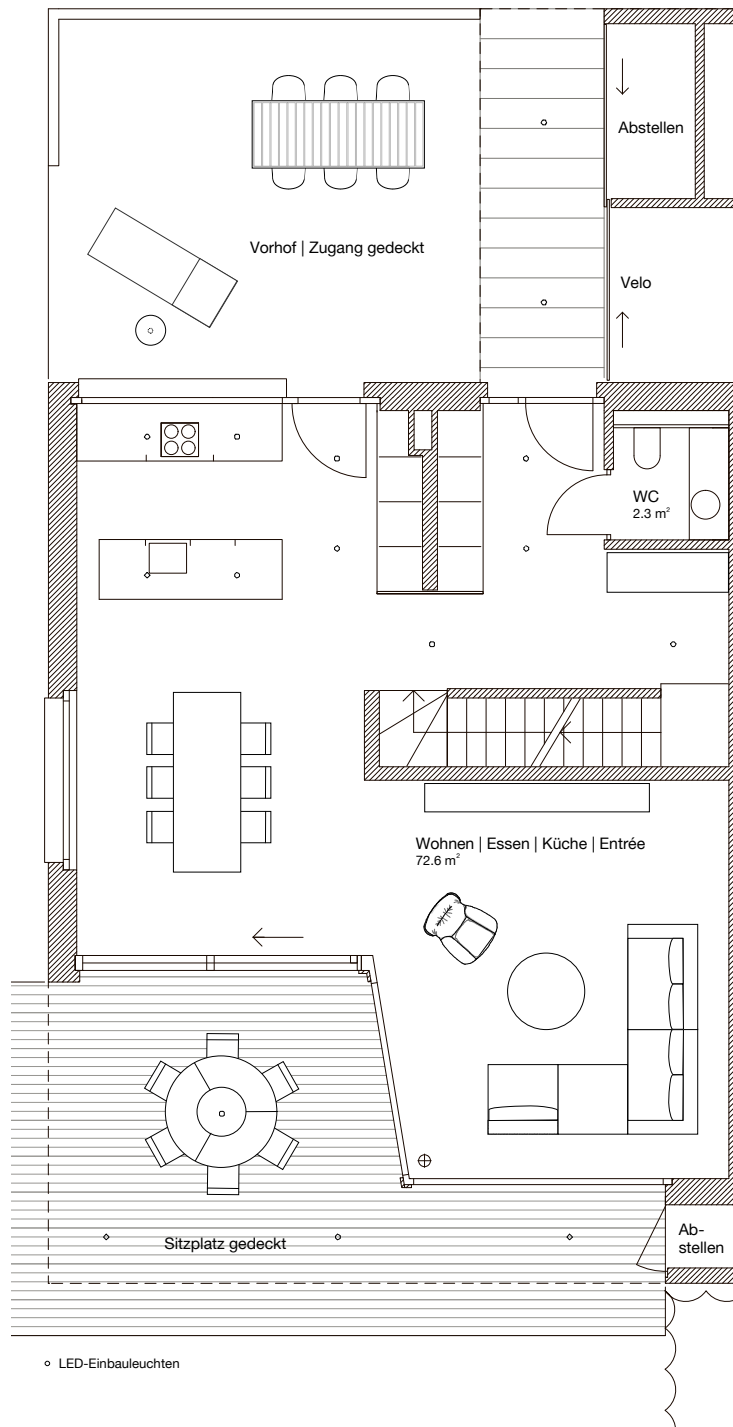 Abstellen
Vorhof | Zugang gedeckt
Velo
WC
2.3 m²
Wohnen | Essen | Küche | Entrée
72.6 m²
Sitzplatz gedeckt
Ab-
stellen
LED-Einbauleuchten